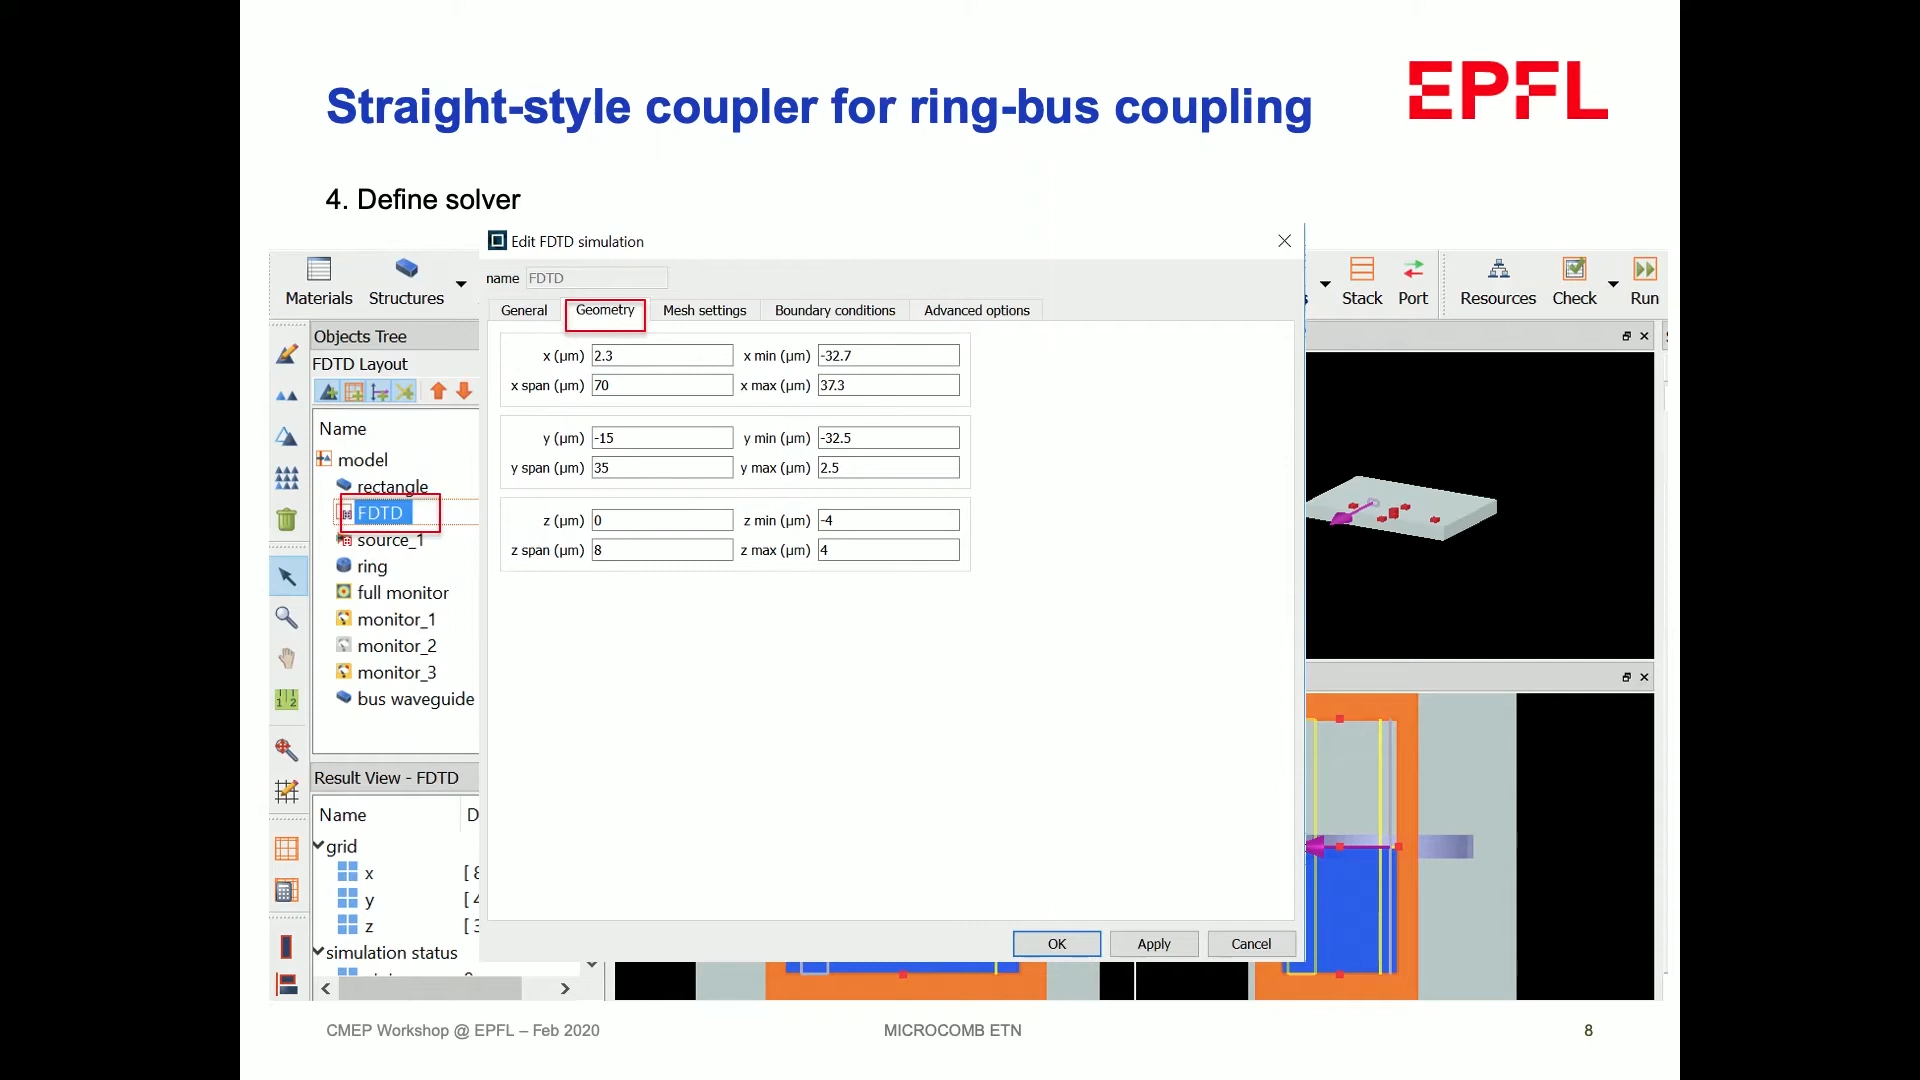 Straight-style coupler for ring-bus coupling
EPFL
4. Define solver
Edit FDTD simulation
name FDTD
General Geometry Mesh settings Boundary conditions Advanced options
x (μm) 2.3 x min (μm) -32.7
x span (μm) 70 x max (μm) 37.3
y (μm) -15 y min (μm) -32.5
y span (μm) 35 y max (μm) 2.5
z (μm) 0 z min (μm) -4
z span (μm) 8 z max (μm) 4
OK Apply Cancel
Materials Structures
Stack Port Resources Check Run
Objects Tree
FDTD Layout
Name
model
rectangle
FDTD
source_1
ring
full monitor
monitor_1
monitor_2
monitor_3
bus waveguide
Result View - FDTD
Name D
grid
x [ 8
y [ 4
z [ 3
simulation status
CMEP Workshop @ EPFL – Feb 2020
MICROCOMB ETN
8